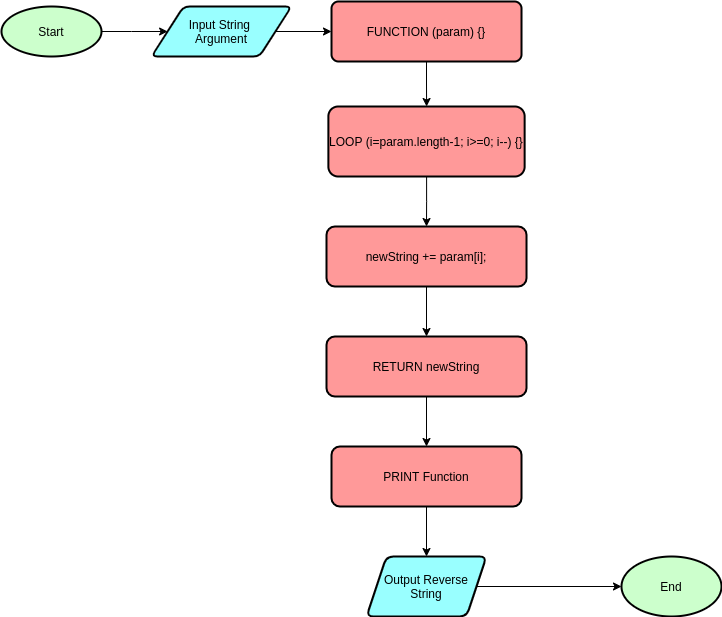 Start
Input String
Argument
FUNCTION (param) {}
LOOP (i=param.length-1; i>=0; i--) {}
newString += param[i];
RETURN newString
PRINT Function
Output Reverse
String
End